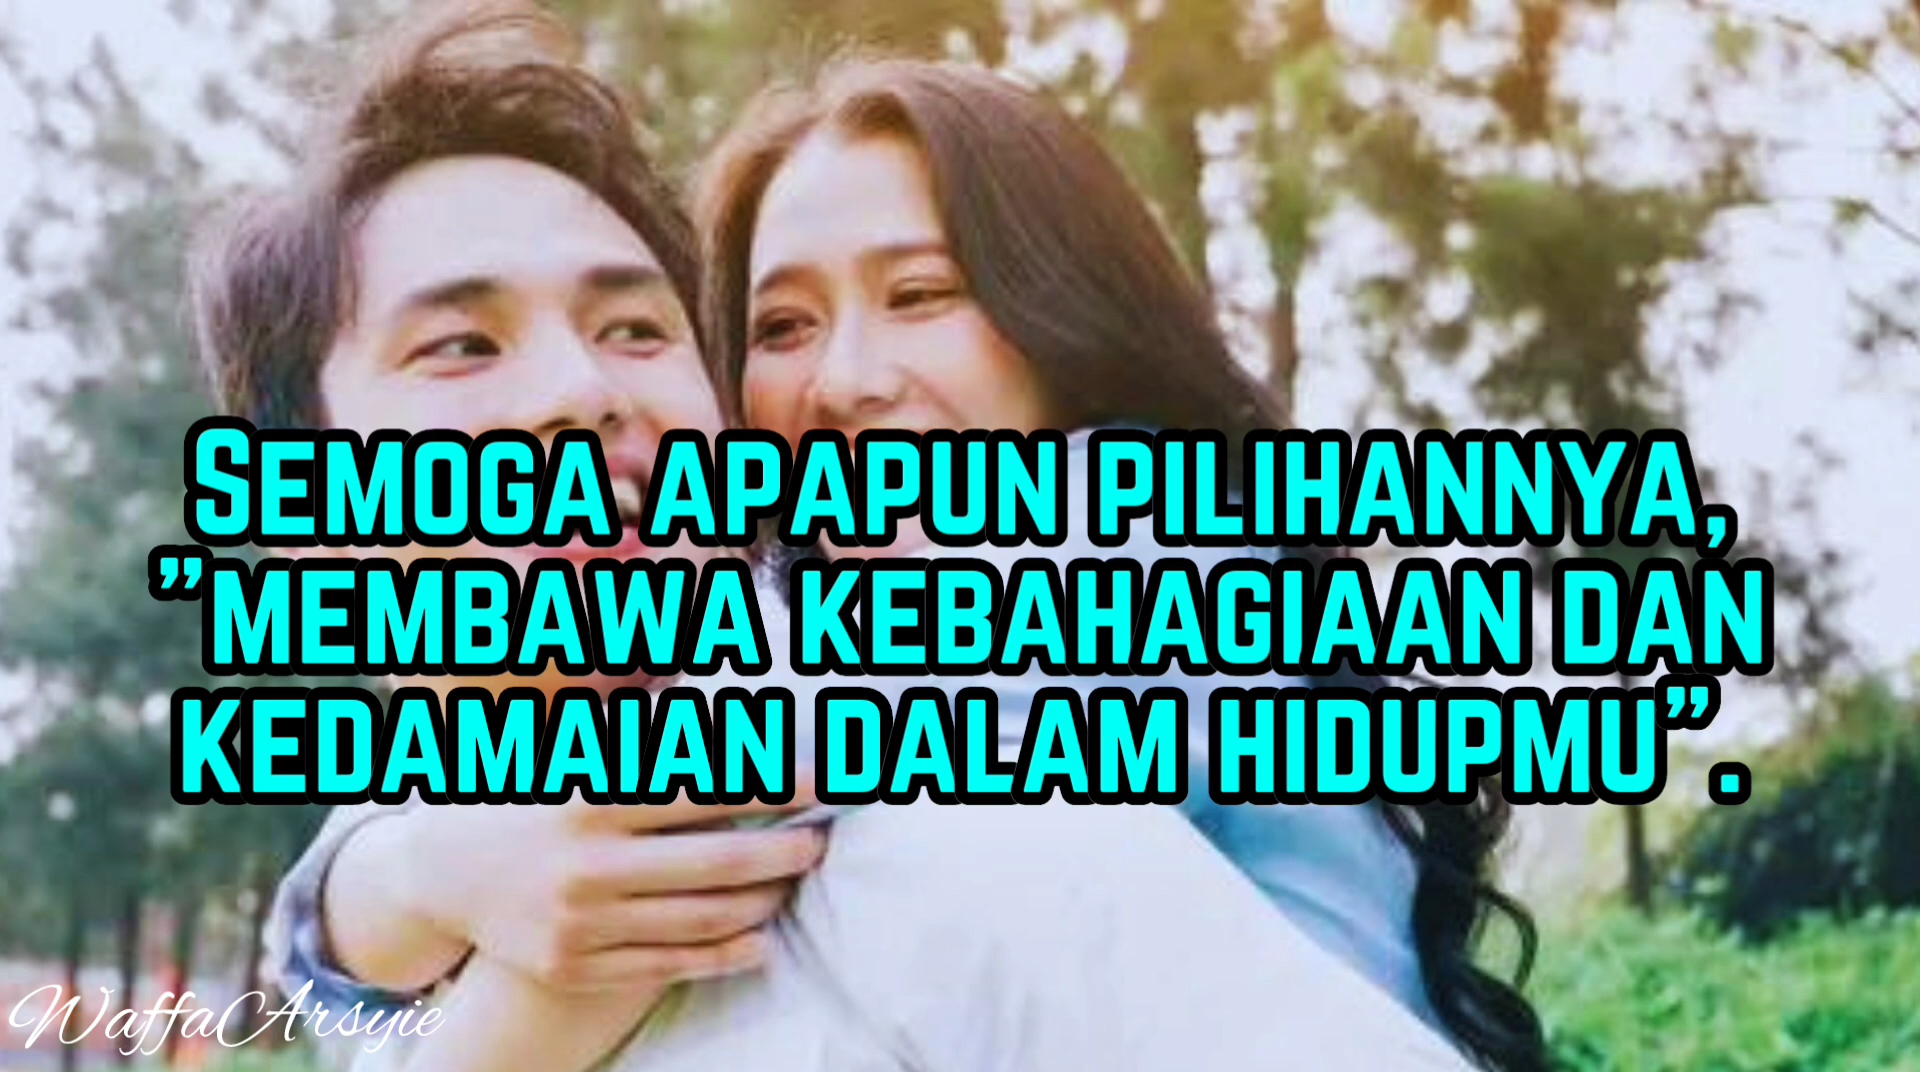 Semoga apapun pilihannya,
”membawa kebahagiaan dan
kedamaian dalam hidupmu”.
WaffaArsyie